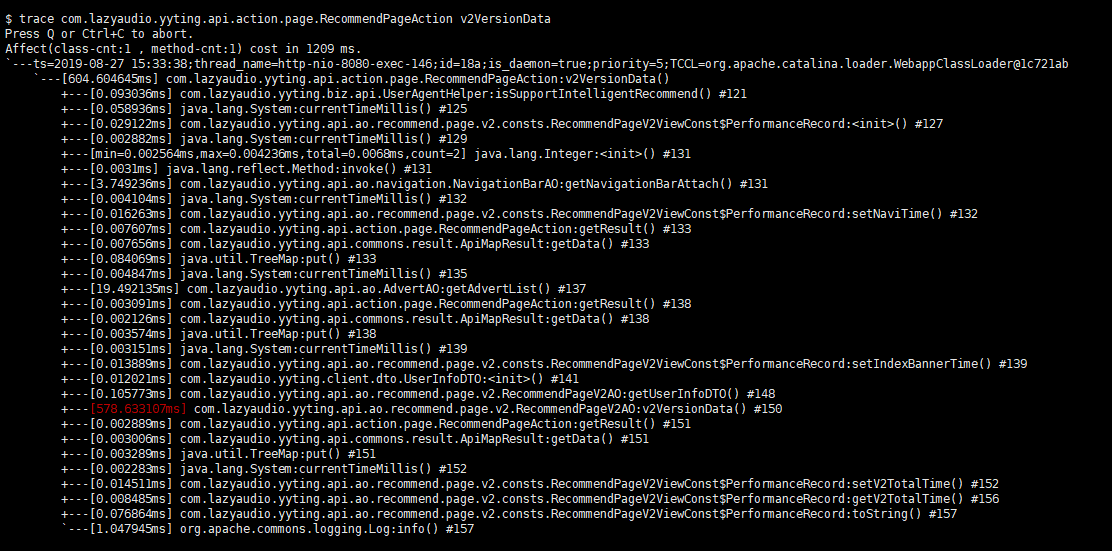 $ trace com.lazyaudio.yyting.api.action.page.RecommendPageAction v2VersionData
Press Q or Ctrl+C to abort.
Affect(class-cnt:1 , method-cnt:1) cost in 1209 ms.
`---ts=2019-08-27 15:33:38;thread_name=http-nio-8080-exec-146;id=18a;is_daemon=true;priority=5;TCCL=org.apache.catalina.loader.WebappClassLoader@1c721ab
    `---[604.604645ms] com.lazyaudio.yyting.api.action.page.RecommendPageAction:v2VersionData()
        +---[0.093036ms] com.lazyaudio.yyting.biz.api.UserAgentHelper:isSupportIntelligentRecommend() #121
        +---[0.058936ms] java.lang.System:currentTimeMillis() #125
        +---[0.029122ms] com.lazyaudio.yyting.api.ao.recommend.page.v2.consts.RecommendPageV2ViewConst$PerformanceRecord:<init>() #127
        +---[0.002882ms] java.lang.System:currentTimeMillis() #129
        +---[min=0.002564ms,max=0.004236ms,total=0.0068ms,count=2] java.lang.Integer:<init>() #131
        +---[0.0031ms] java.lang.reflect.Method:invoke() #131
        +---[3.749236ms] com.lazyaudio.yyting.api.ao.navigation.NavigationBarAO:getNavigationBarAttach() #131
        +---[0.004104ms] java.lang.System:currentTimeMillis() #132
        +---[0.016263ms] com.lazyaudio.yyting.api.ao.recommend.page.v2.consts.RecommendPageV2ViewConst$PerformanceRecord:setNaviTime() #132
        +---[0.007607ms] com.lazyaudio.yyting.api.action.page.RecommendPageAction:getResult() #133
        +---[0.007656ms] com.lazyaudio.yyting.api.commons.result.ApiMapResult:getData() #133
        +---[0.084069ms] java.util.TreeMap:put() #133
        +---[0.004847ms] java.lang.System:currentTimeMillis() #135
        +---[19.492135ms] com.lazyaudio.yyting.api.ao.AdvertAO:getAdvertList() #137
        +---[0.003091ms] com.lazyaudio.yyting.api.action.page.RecommendPageAction:getResult() #138
        +---[0.002126ms] com.lazyaudio.yyting.api.commons.result.ApiMapResult:getData() #138
        +---[0.003574ms] java.util.TreeMap:put() #138
        +---[0.003151ms] java.lang.System:currentTimeMillis() #139
        +---[0.013889ms] com.lazyaudio.yyting.api.ao.recommend.page.v2.consts.RecommendPageV2ViewConst$PerformanceRecord:setIndexBannerTime() #139
        +---[0.012021ms] com.lazyaudio.yyting.client.dto.UserInfoDTO:<init>() #141
        +---[0.105773ms] com.lazyaudio.yyting.api.ao.recommend.page.v2.RecommendPageV2AO:getUserInfoDTO() #148
        +---[578.633107ms] com.lazyaudio.yyting.api.ao.recommend.page.v2.RecommendPageV2AO:v2VersionData() #150
        +---[0.002889ms] com.lazyaudio.yyting.api.action.page.RecommendPageAction:getResult() #151
        +---[0.003006ms] com.lazyaudio.yyting.api.commons.result.ApiMapResult:getData() #151
        +---[0.003289ms] java.util.TreeMap:put() #151
        +---[0.002283ms] java.lang.System:currentTimeMillis() #152
        +---[0.014511ms] com.lazyaudio.yyting.api.ao.recommend.page.v2.consts.RecommendPageV2ViewConst$PerformanceRecord:setV2TotalTime() #152
        +---[0.008485ms] com.lazyaudio.yyting.api.ao.recommend.page.v2.consts.RecommendPageV2ViewConst$PerformanceRecord:getV2TotalTime() #156
        +---[0.076864ms] com.lazyaudio.yyting.api.ao.recommend.page.v2.consts.RecommendPageV2ViewConst$PerformanceRecord:toString() #157
        `---[1.047945ms] org.apache.commons.logging.Log:info() #157